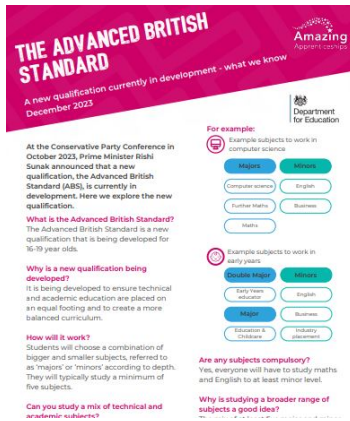 THE ADVANCED BRITISH
STANDARD
A new qualification currently in development - what we know
December 2023
Amazing
Apprenticeships
Department
for Education
At the Conservative Party Conference in
October 2023, Prime Minister Rishi
Sunak announced that a new
qualification, the Advanced British
Standard (ABS), is currently in
development. Here we explore the new
qualification.
What is the Advanced British Standard?
The Advanced British Standard is a new
qualification that is being developed for
16-19 year olds.
Why is a new qualification being
developed?
It is being developed to ensure technical
and academic education are placed on
an equal footing and to create a more
balanced curriculum.
How will it work?
Students will choose a combination of
bigger and smaller subjects, referred to
as 'majors' or 'minors' according to depth.
They will typically study a minimum of
five subjects.
Can you study a mix of technical and
academic subjects?
For example:
Example subjects to work in
computer science
Majors
Minors
Computer science
English
Further Maths
Business
Maths
Example subjects to work in
early years
Double Major
Minors
Early Years
educator
English
Major
Business
Education &
Childcare
Industry
placement
Are any subjects compulsory?
Yes, everyone will have to study maths
and English to at least minor level.
Why is studying a broader range of
subjects a good idea?